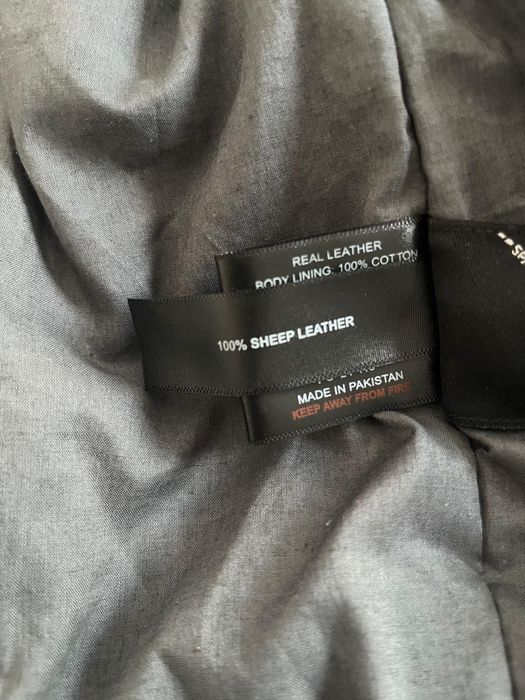 REAL LEATHER
BODY LINING: 100% COTTON
100% SHEEP LEATHER
MADE IN PAKISTAN
KEEP AWAY FROM FIRE